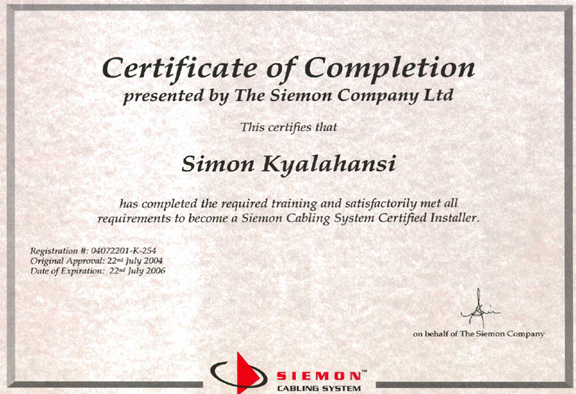 Certificate of Completion
presented by The Siemon Company Ltd
This certifies that
Simon Kyalahansi
has completed the required training and satisfactorily met all
requirements to become a Siemon Cabling System Certified Installer.
Registration #: 04072201-K-254
Original Approval: 22nd July 2004
Date of Expiration: 22nd July 2006
on behalf of The Siemon Company
SIEMON™
CABLING SYSTEM